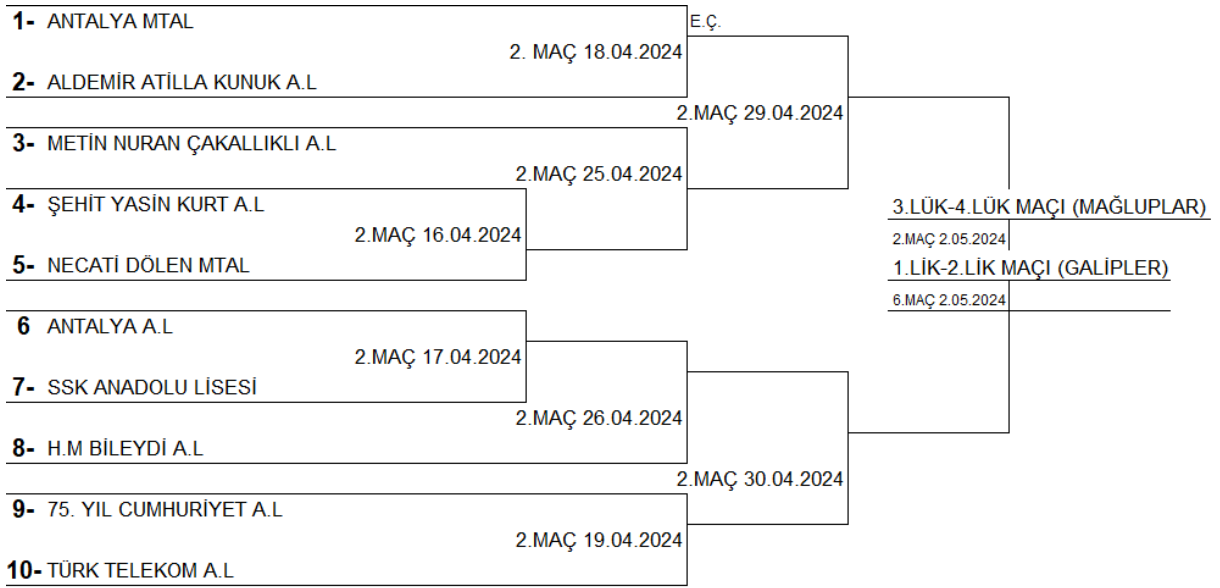 1- ANTALYA MTAL
E.Ç.
2. MAÇ 18.04.2024
2- ALDEMİR ATİLLA KUNUK A.L
2.MAÇ 29.04.2024
3- METİN NURAN ÇAKALLIKLI A.L
2.MAÇ 25.04.2024
4- ŞEHİT YASİN KURT A.L
3.LÜK-4.LÜK MAÇI (MAĞLUPLAR)
2.MAÇ 16.04.2024
2.MAÇ 2.05.2024
5- NECATİ DÖLEN MTAL
1.LİK-2.LİK MAÇI (GALİPLER)
6.MAÇ 2.05.2024
6 ANTALYA A.L
2.MAÇ 17.04.2024
7- SSK ANADOLU LİSESİ
2.MAÇ 26.04.2024
8- H.M BİLEYDİ A.L
2.MAÇ 30.04.2024
9- 75. YIL CUMHURİYET A.L
2.MAÇ 19.04.2024
10- TÜRK TELEKOM A.L